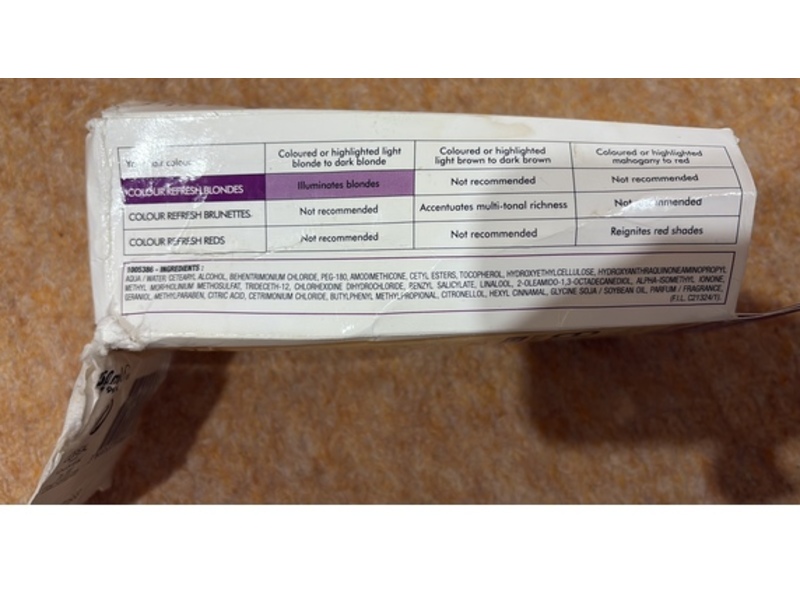 colour
Coloured or highlighted light
blonde to dark blonde
Coloured or highlighted
light brown to dark brown
Coloured or highlighted
mahogany to red
COLOUR REFRESH BLONDES
Illuminates blondes
Not recommended
Not recommended
COLOUR REFRESH BRUNETTES
Not recommended
Accentuates multi-tonal richness
Not recommended
COLOUR REFRESH REDS
Not recommended
Not recommended
Reignites red shades
1005386 - INGREDIENTS :
AQUA / WATER, CETEARYL ALCOHOL, BEHENTRIMONIUM CHLORIDE, PEG-180, AMODIMETHICONE, CETYL ESTERS, TOCOPHEROL, HYDROXYETHYLCELLULOSE, HYDROXYANTHRAQUINONEAMINOPROPYL
METHYL MORPHOLINIUM METHOSULFAT, TRIDECETH-12, CHLORHEXIDINE DIHYDROCHLORIDE, BENZYL SALICYLATE, LINALOOL, 2-OLEAMIDO-1,3-OCTADECANEDIOL, ALPHA-ISOMETHYL IONONE,
GERANIOL, METHYLPARABEN, CITRIC ACID, CETRIMONIUM CHLORIDE, BUTYLPHENYL METHYLPROPIONAL, CITRONELLOL, HEXYL CINNAMAL, GLYCINE SOJA / SOYBEAN OIL, PARFUM / FRAGRANCE,
(F.I.L. C21324/1).